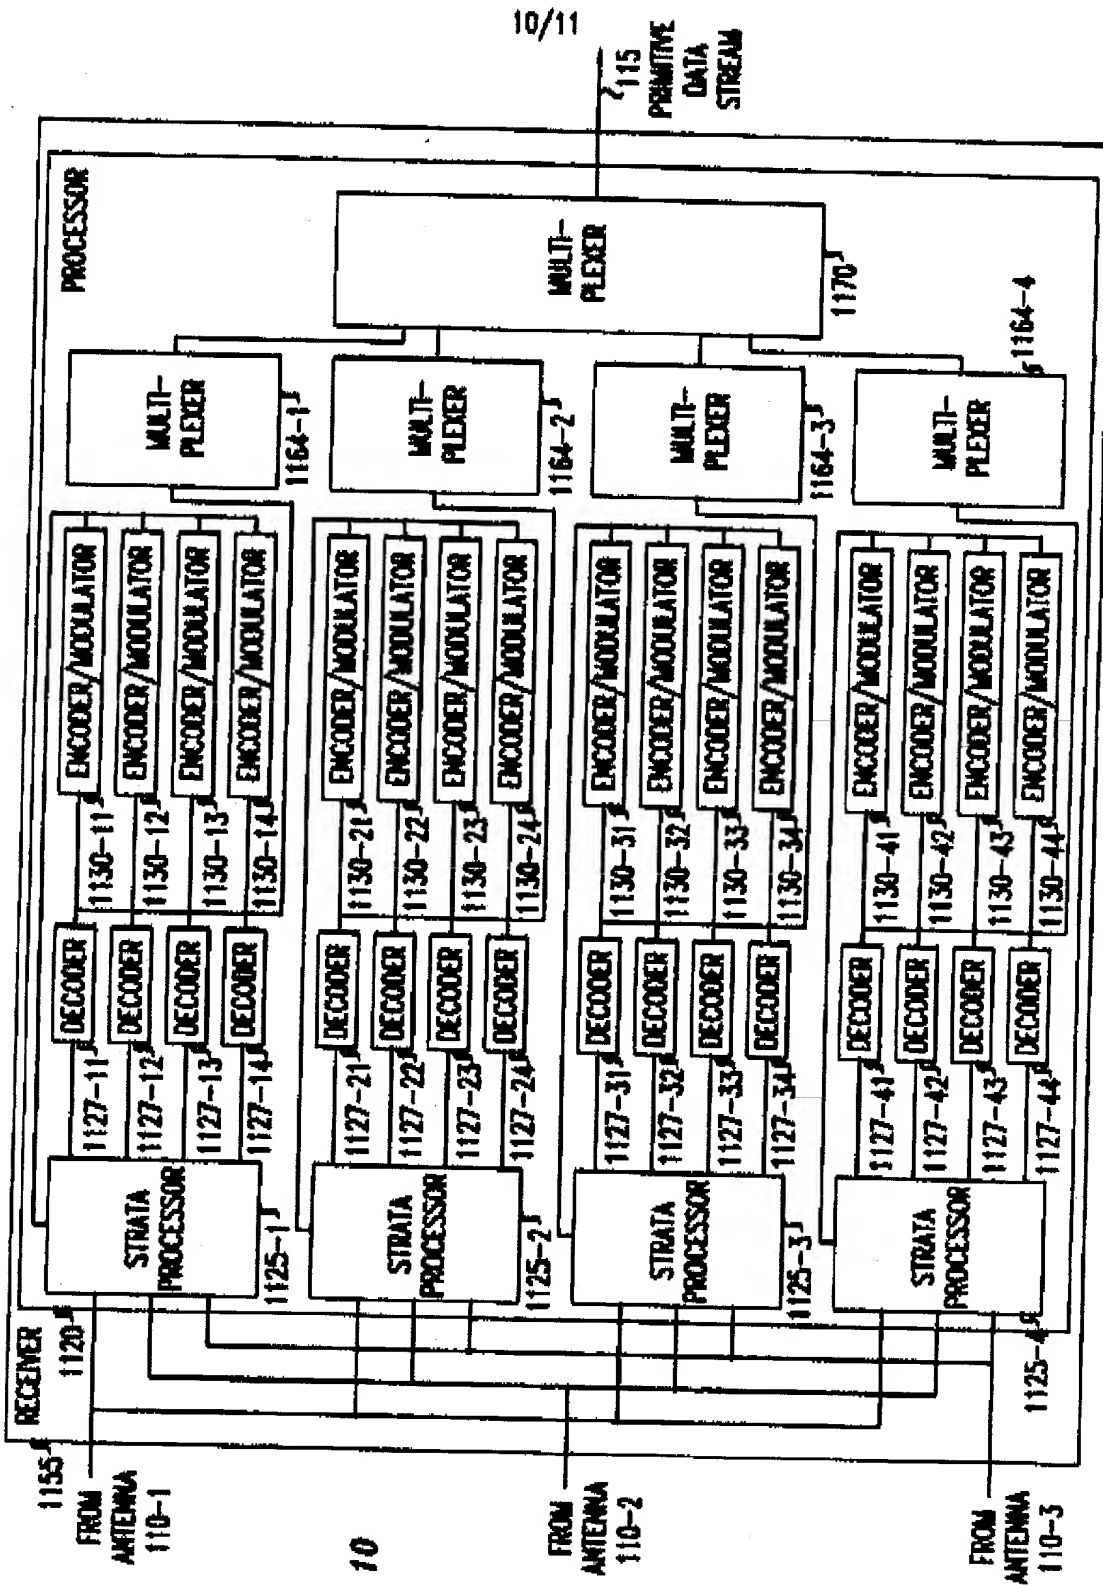 10/11
115
PRIMITIVE
DATA
STREAM
PROCESSOR
MULTI-
PLEXER
1170
MULTI-
PLEXER
1164-1
MULTI-
PLEXER
1164-2
MULTI-
PLEXER
1164-3
MULTI-
PLEXER
1164-4
ENCODER/MODULATOR
1130-11
ENCODER/MODULATOR
1130-12
ENCODER/MODULATOR
1130-13
ENCODER/MODULATOR
1130-14
ENCODER/MODULATOR
1130-21
ENCODER/MODULATOR
1130-22
ENCODER/MODULATOR
1130-23
ENCODER/MODULATOR
1130-24
ENCODER/MODULATOR
1130-31
ENCODER/MODULATOR
1130-32
ENCODER/MODULATOR
1130-33
ENCODER/MODULATOR
1130-34
ENCODER/MODULATOR
1130-41
ENCODER/MODULATOR
1130-42
ENCODER/MODULATOR
1130-43
ENCODER/MODULATOR
1130-44
DECODER
1127-11
DECODER
1127-12
DECODER
1127-13
DECODER
1127-14
DECODER
1127-21
DECODER
1127-22
DECODER
1127-23
DECODER
1127-24
DECODER
1127-31
DECODER
1127-32
DECODER
1127-33
DECODER
1127-34
DECODER
1127-41
DECODER
1127-42
DECODER
1127-43
DECODER
1127-44
STRATA
PROCESSOR
1125-1
STRATA
PROCESSOR
1125-2
STRATA
PROCESSOR
1125-3
STRATA
PROCESSOR
1125-4
RECEIVER
1120
1155
FROM
ANTENNA
110-1
FROM
ANTENNA
110-2
FROM
ANTENNA
110-3
10